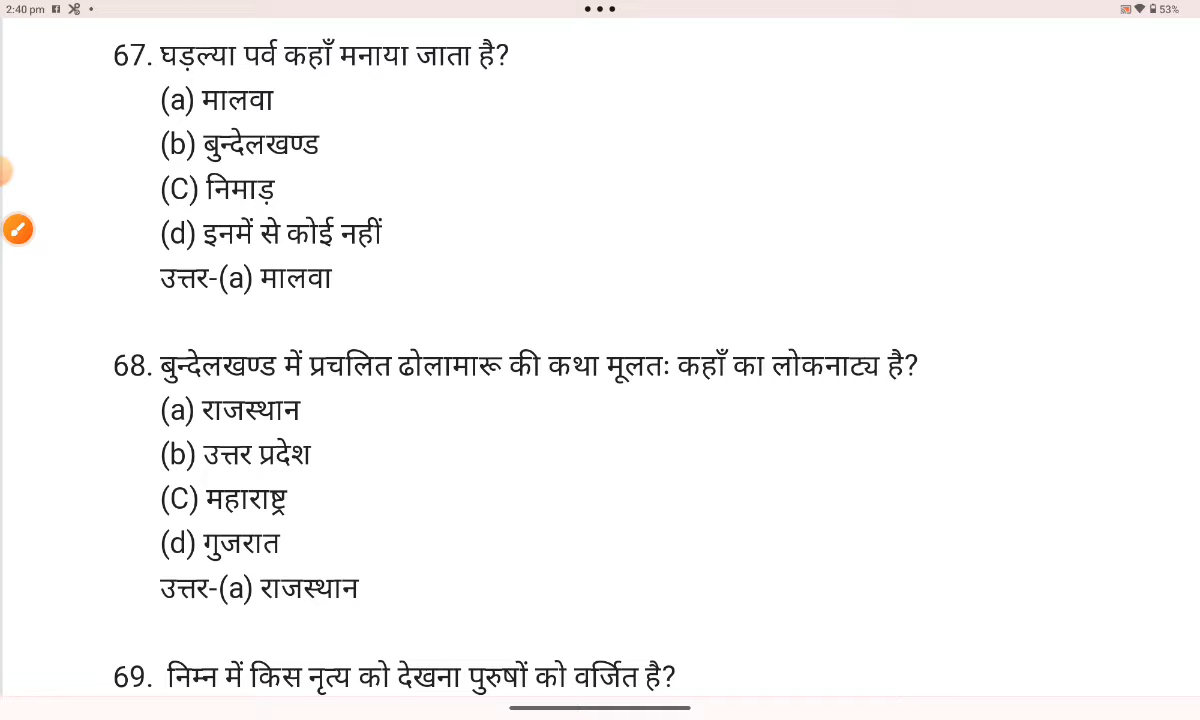 2:40 pm
53%
67. घड़ल्या पर्व कहाँ मनाया जाता है?
(a) मालवा
(b) बुन्देलखण्ड
(C) निमाड़
(d) इनमें से कोई नहीं
उत्तर-(a) मालवा
68. बुन्देलखण्ड में प्रचलित ढोलामारू की कथा मूलतः कहाँ का लोकनाट्य है?
(a) राजस्थान
(b) उत्तर प्रदेश
(C) महाराष्ट्र
(d) गुजरात
उत्तर-(a) राजस्थान
69. निम्न में किस नृत्य को देखना पुरुषों को वर्जित है?